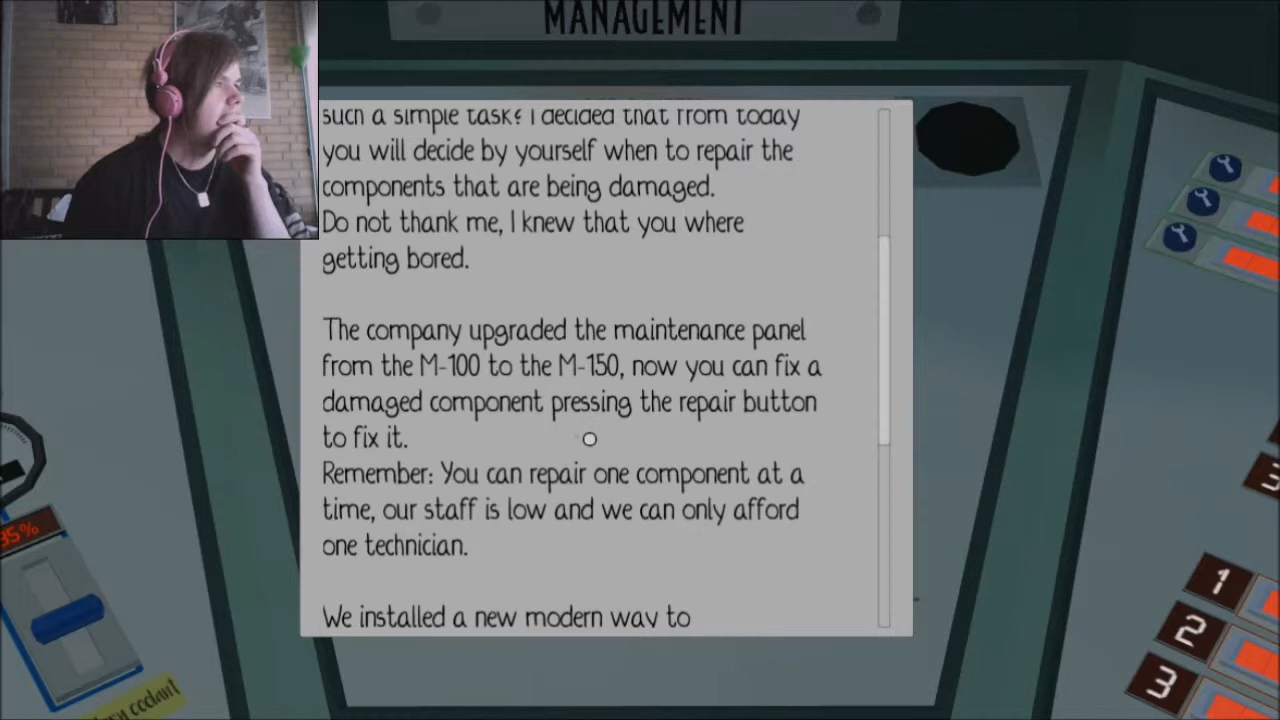 MANAGEMENT
such a simple task? I decided that from today
you will decide by yourself when to repair the
components that are being damaged.
Do not thank me, I knew that you where
getting bored.
The company upgraded the maintenance panel
from the M-100 to the M-150, now you can fix a
damaged component pressing the repair button
to fix it.
Remember: You can repair one component at a
time, our staff is low and we can only afford
one technician.
We installed a new modern way to
35%
coolant
3
1
2
3